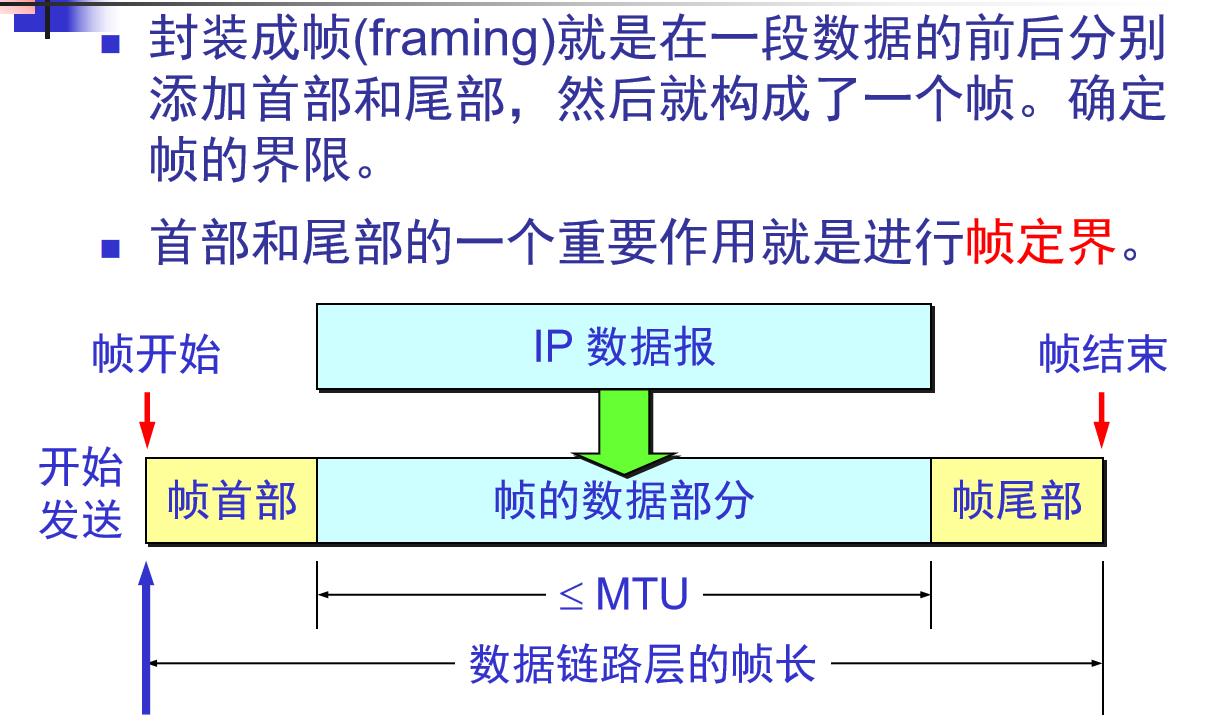 封装成帧(framing)就是在一段数据的前后分别
添加首部和尾部，然后就构成了一个帧。确定
帧的界限。
首部和尾部的一个重要作用就是进行帧定界。
IP 数据报
帧开始
帧结束
开始
发送
帧首部
帧的数据部分
帧尾部
≤ MTU
数据链路层的帧长